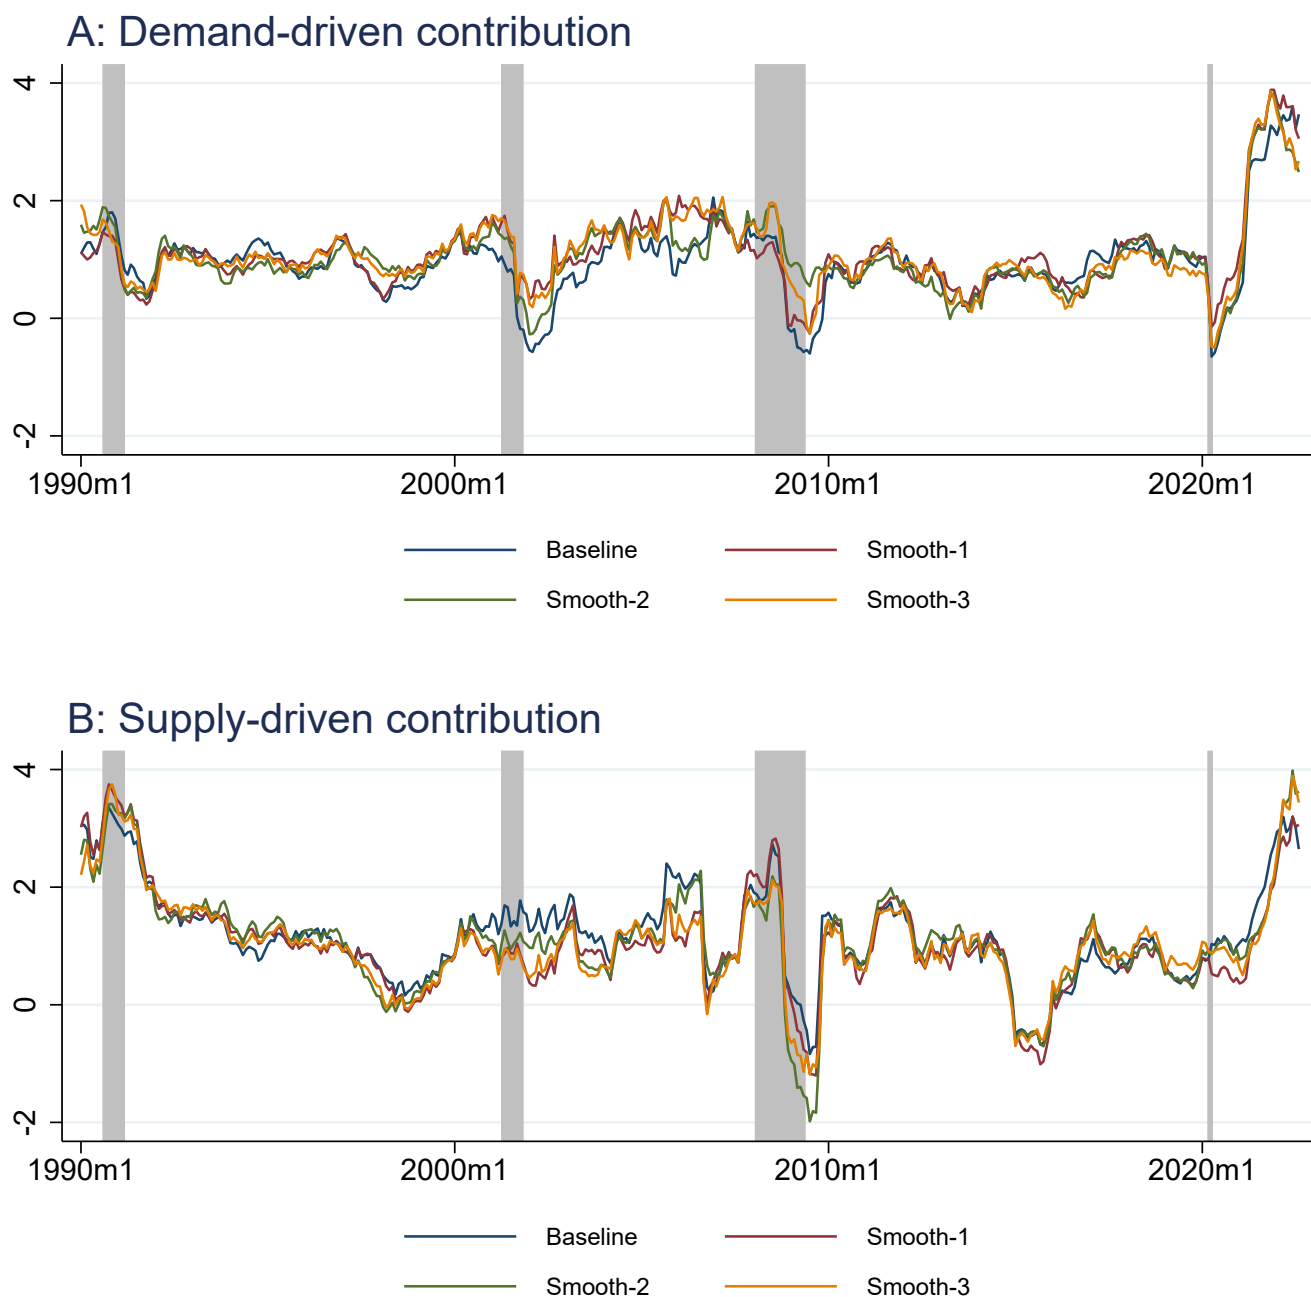 A: Demand-driven contribution
4
2
0
-2
1990m1 2000m1 2010m1 2020m1
Baseline Smooth-1
Smooth-2 Smooth-3
B: Supply-driven contribution
4
2
0
-2
1990m1 2000m1 2010m1 2020m1
Baseline Smooth-1
Smooth-2 Smooth-3